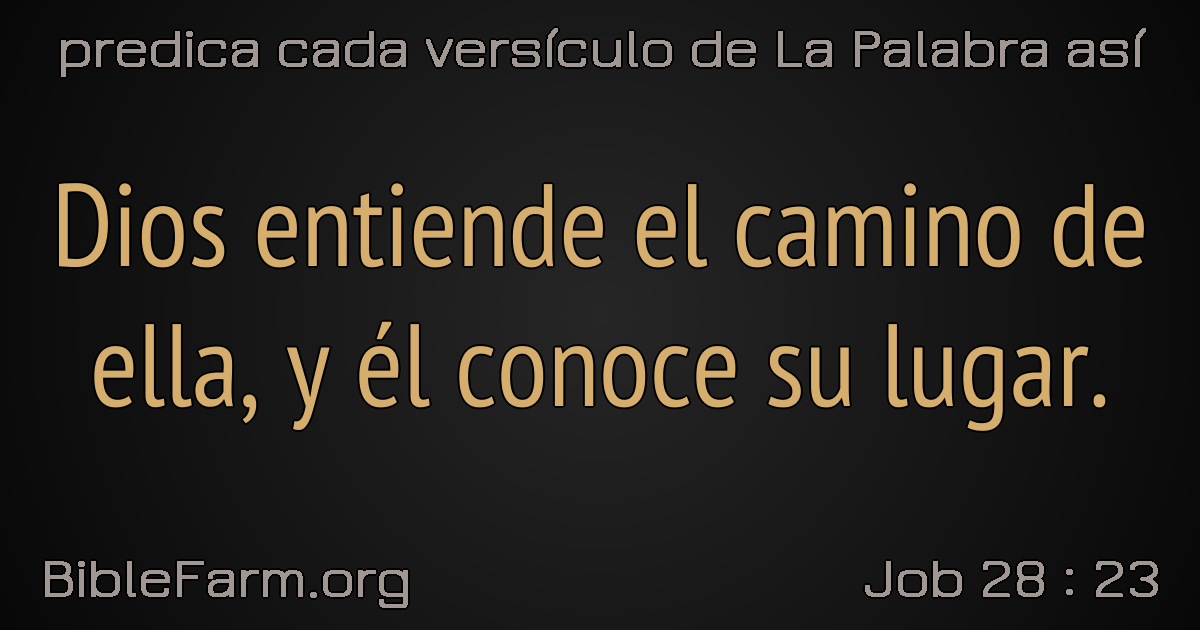 predica cada versículo de La Palabra así
Dios entiende el camino de
ella, y él conoce su lugar.
BibleFarm.org
Job 28 : 23